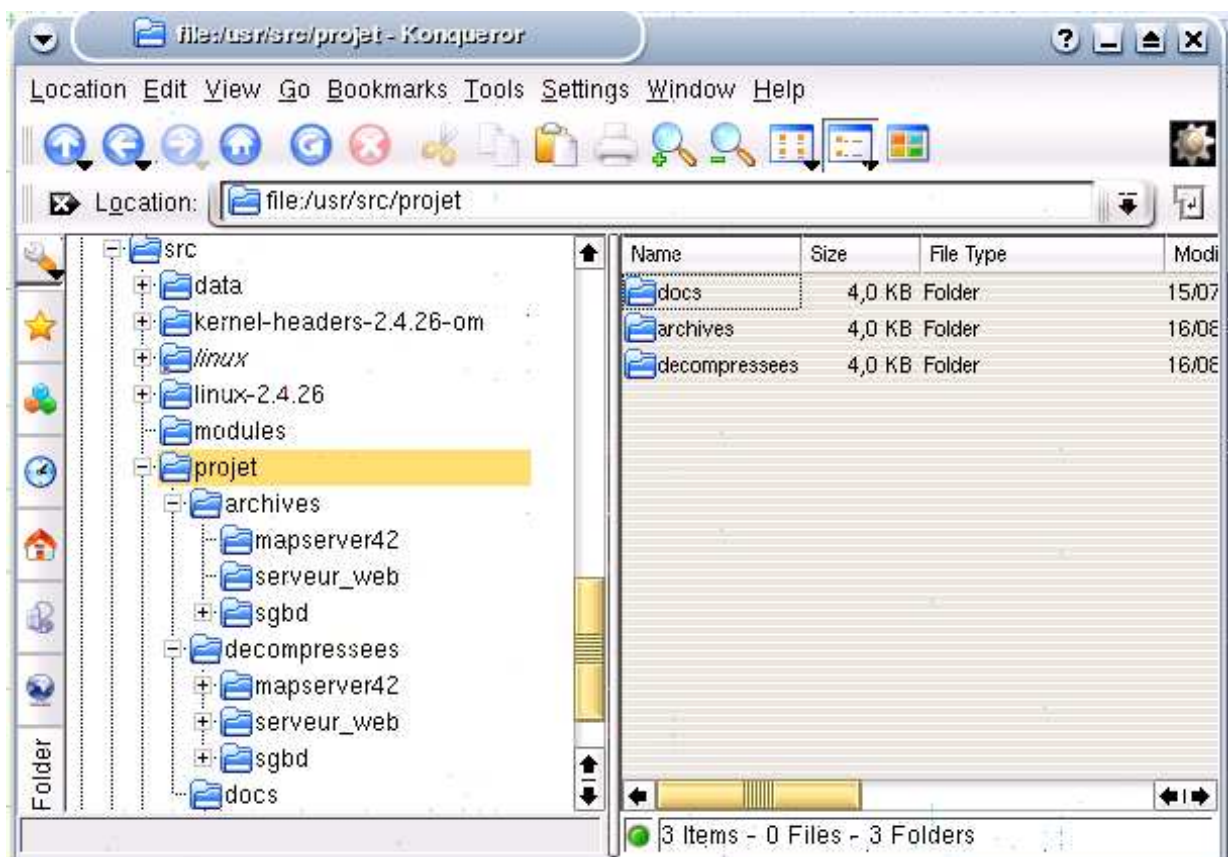 file:/usr/src/projet - Konqueror
Location Edit View Go Bookmarks Tools Settings Window Help
Location: file:/usr/src/projet
src
data
kernel-headers-2.4.26-om
linux
linux-2.4.26
modules
projet
archives
mapserver42
serveur_web
sgbd
decompressees
mapserver42
serveur_web
sgbd
docs
Folder
Name Size File Type Modi
docs 4,0 KB Folder 15/07
archives 4,0 KB Folder 16/08
decompressees 4,0 KB Folder 16/08
3 Items - 0 Files - 3 Folders